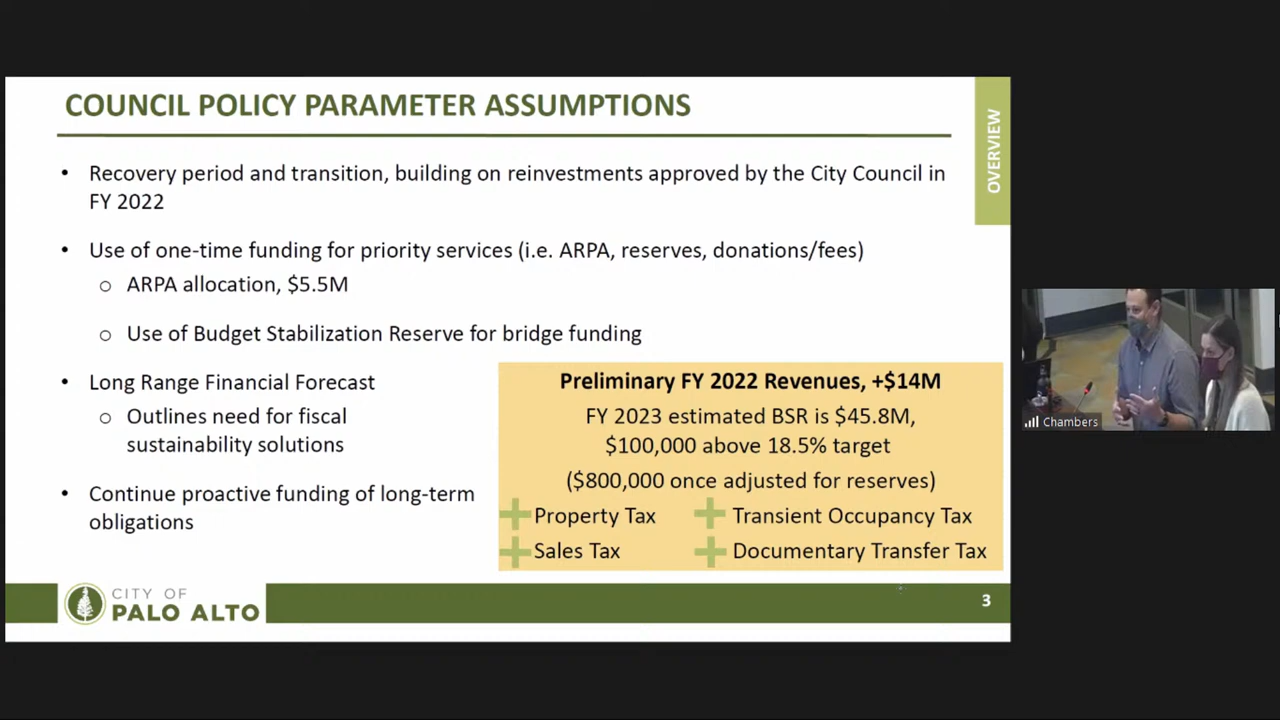 COUNCIL POLICY PARAMETER ASSUMPTIONS
OVERVIEW
• Recovery period and transition, building on reinvestments approved by the City Council in
FY 2022
• Use of one-time funding for priority services (i.e. ARPA, reserves, donations/fees)
○ ARPA allocation, $5.5M
○ Use of Budget Stabilization Reserve for bridge funding
• Long Range Financial Forecast
○ Outlines need for fiscal
sustainability solutions
• Continue proactive funding of long-term
obligations
Preliminary FY 2022 Revenues, +$14M
FY 2023 estimated BSR is $45.8M,
$100,000 above 18.5% target
($800,000 once adjusted for reserves)
+ Property Tax + Transient Occupancy Tax
+ Sales Tax + Documentary Transfer Tax
CITY OF
PALO ALTO
3
Chambers